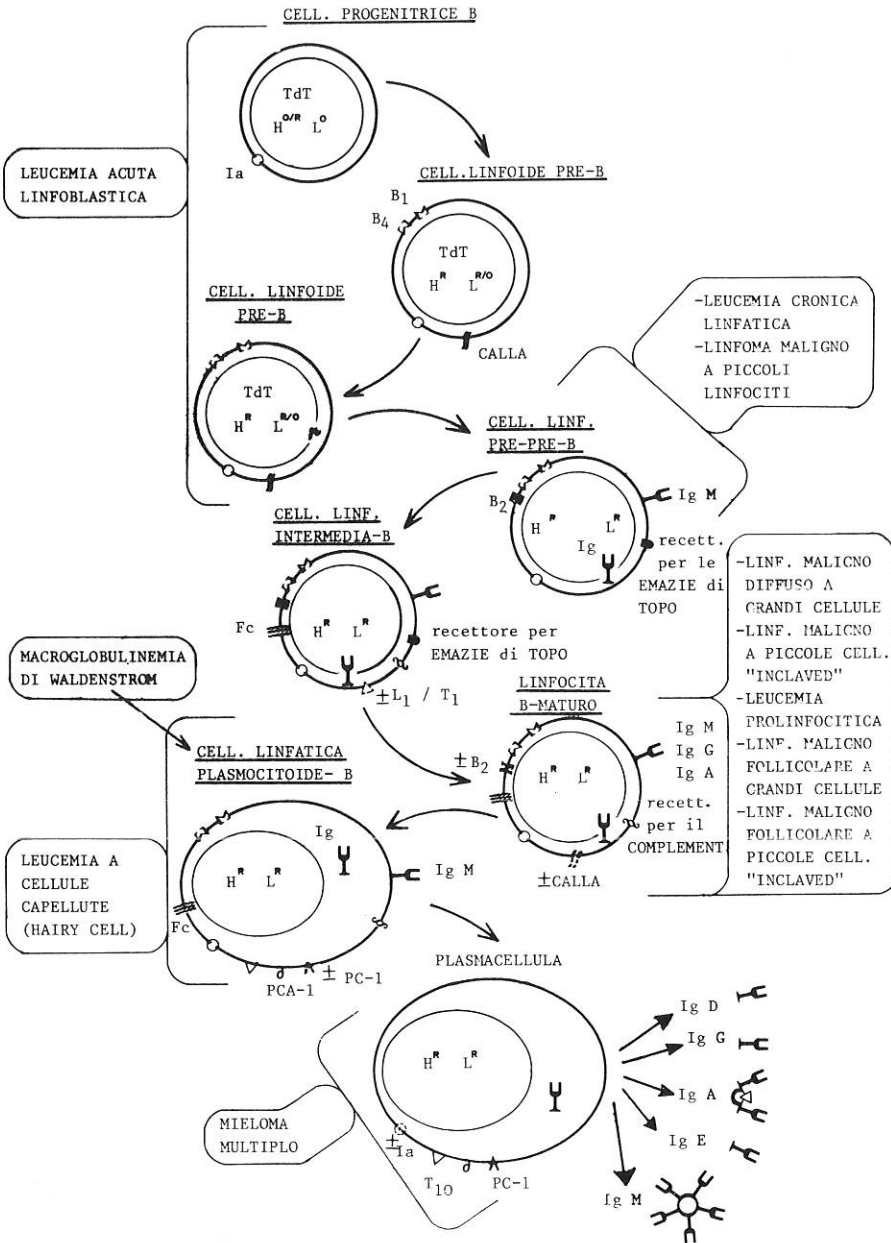 CELL. PROGENITRICE B
TdT
H O/R L O
Ia
LEUCEMIA ACUTA
LINFOBLASTICA
CELL.LINFOIDE PRE-B
B1
B4
TdT
H R L R/O
CALLA
CELL. LINFOIDE
PRE-B
TdT
H R L R/O
-LEUCEMIA CRONICA
LINFATICA
-LINFOMA MALIGNO
A PICCOLI
LINFOCITI
CELL. LINF.
PRE-PRE-B
B2
H R L R
Ig
Ig M
recett.
per le
EMAZIE di
TOPO
CELL. LINF.
INTERMEDIA-B
Fc
H R L R
recettore per
EMAZIE di TOPO
±L1 / T1
-LINF. MALIGNO
DIFFUSO A
GRANDI CELLULE
-LINF. MALIGNO
A PICCOLE CELL.
"INCLAVED"
-LEUCEMIA
PROLINFOCITICA
-LINF. MALIGNO
FOLLICOLARE A
GRANDI CELLULE
-LINF. MALIGNO
FOLLICOLARE A
PICCOLE CELL.
"INCLAVED"
MACROGLOBULINEMIA
DI WALDENSTROM
LINFOCITA
B-MATURO
±B2
H R L R
Ig M
Ig G
Ig A
recett.
per il
COMPLEMENT
±CALLA
CELL. LINFATICA
PLASMOCITOIDE- B
Ig
H R L R
Ig M
Fc
PCA-1
± PC-1
LEUCEMIA A
CELLULE
CAPELLUTE
(HAIRY CELL)
PLASMACELLULA
H R L R
±Ia
T10
PC-1
Ig D
Ig G
Ig A
Ig E
Ig M
MIELOMA
MULTIPLO